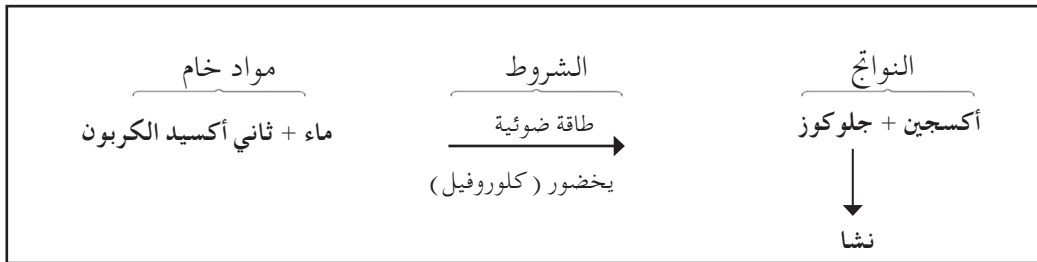 مواد خام
ماء + ثاني أكسيد الكربون
الشروط
طاقة ضوئية
يخضور (كلوروفيل)
النواتج
أكسجين + جلوكوز
نشا